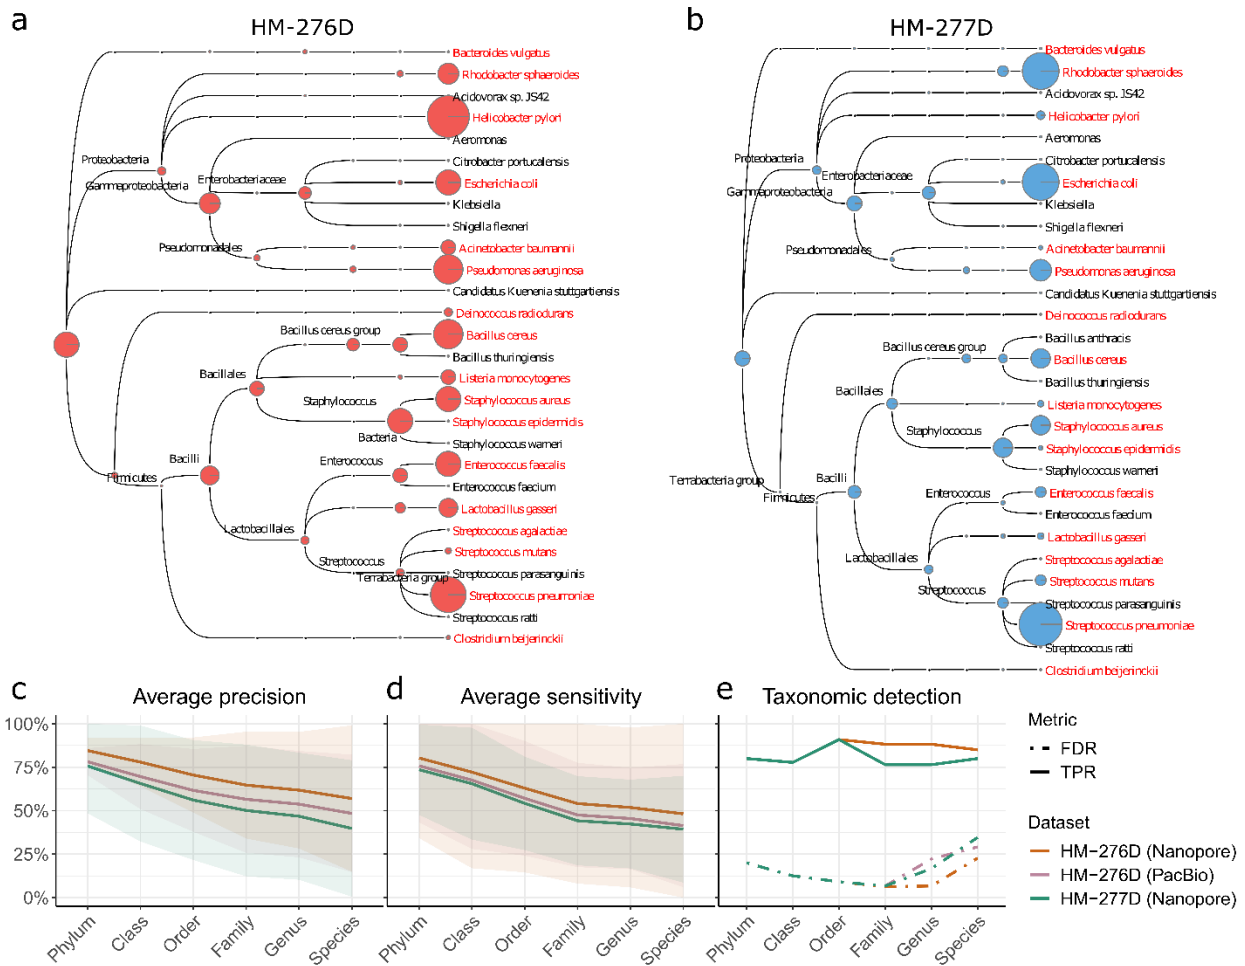 a
HM-276D
Bacteroides vulgatus
Rhodobacter sphaeroides
Acidovorax sp. JS42
Helicobacter pylori
Aeromonas
Proteobacteria
Citrobacter portucalensis
Gammaproteobacteria
Enterobacteriaceae
Escherichia coli
Klebsiella
Shigella flexneri
Pseudomonadales
Acinetobacter baumannii
Pseudomonas aeruginosa
Candidatus Kuenenia stuttgartiensis
Deinococcus radiodurans
Bacillus cereus group
Bacillus cereus
Bacillus thuringiensis
Bacillales
Listeria monocytogenes
Staphylococcus
Staphylococcus aureus
Staphylococcus epidermidis
Bacteria
Staphylococcus warneri
Bacilli
Enterococcus
Enterococcus faecalis
Firmicutes
Enterococcus faecium
Lactobacillus gasseri
Lactobacillales
Streptococcus agalactiae
Streptococcus mutans
Streptococcus
Streptococcus parasanguinis
Terrabacteria group
Streptococcus pneumoniae
Streptococcus ratti
Clostridium beijerinckii
b
HM-277D
Bacteroides vulgatus
Rhodobacter sphaeroides
Acidovorax sp. JS42
Helicobacter pylori
Aeromonas
Proteobacteria
Citrobacter portucalensis
Enterobacteriaceae
Escherichia coli
Gammaproteobacteria
Klebsiella
Shigella flexneri
Pseudomonadales
Acinetobacter baumannii
Pseudomonas aeruginosa
Candidatus Kuenenia stuttgartiensis
Deinococcus radiodurans
Bacillus anthracis
Bacillus cereus group
Bacillus cereus
Bacillus thuringiensis
Bacillales
Listeria monocytogenes
Staphylococcus aureus
Staphylococcus
Staphylococcus epidermidis
Staphylococcus warneri
Terrabacteria group
Bacilli
Enterococcus
Enterococcus faecalis
Firmicutes
Enterococcus faecium
Lactobacillus gasseri
Lactobacillales
Streptococcus agalactiae
Streptococcus mutans
Streptococcus
Streptococcus parasanguinis
Streptococcus pneumoniae
Streptococcus ratti
Clostridium beijerinckii
c
Average precision
100%
75%
50%
25%
0%
Phylum
Class
Order
Family
Genus
Species
d
Average sensitivity
Phylum
Class
Order
Family
Genus
Species
e
Taxonomic detection
Phylum
Class
Order
Family
Genus
Species
Metric
FDR
TPR
Dataset
HM−276D (Nanopore)
HM−276D (PacBio)
HM−277D (Nanopore)